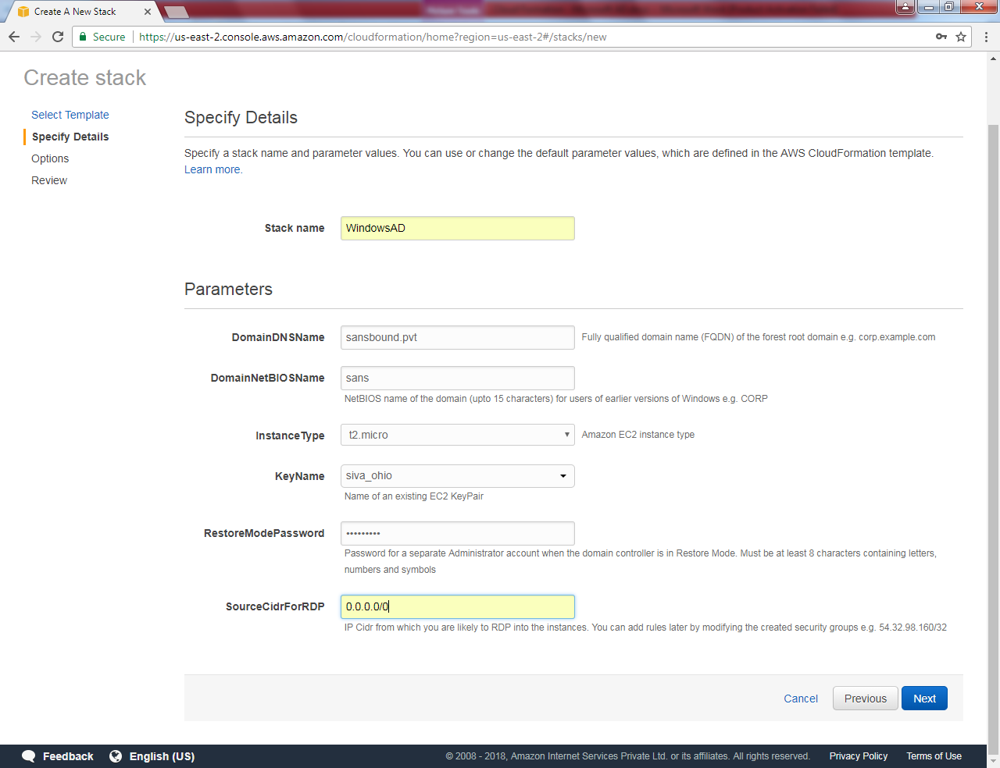 Create A New Stack
Secure
https://us-east-2.console.aws.amazon.com/cloudformation/home?region=us-east-2#/stacks/new
Create stack
Select Template
Specify Details
Options
Review
Specify Details
Specify a stack name and parameter values. You can use or change the default parameter values, which are defined in the AWS CloudFormation template.
Learn more.
Stack name
WindowsAD
Parameters
DomainDNSName
sansbound.pvt
Fully qualified domain name (FQDN) of the forest root domain e.g. corp.example.com
DomainNetBIOSName
sans
NetBIOS name of the domain (upto 15 characters) for users of earlier versions of Windows e.g. CORP
InstanceType
t2.micro
Amazon EC2 instance type
KeyName
siva_ohio
Name of an existing EC2 KeyPair
RestoreModePassword
•••••••••
Password for a separate Administrator account when the domain controller is in Restore Mode. Must be at least 8 characters containing letters,
numbers and symbols
SourceCidrForRDP
0.0.0.0/0
IP Cidr from which you are likely to RDP into the instances. You can add rules later by modifying the created security groups e.g. 54.32.98.160/32
Cancel
Previous
Next
Feedback
English (US)
© 2008 - 2018, Amazon Internet Services Private Ltd. or its affiliates. All rights reserved.
Privacy Policy
Terms of Use